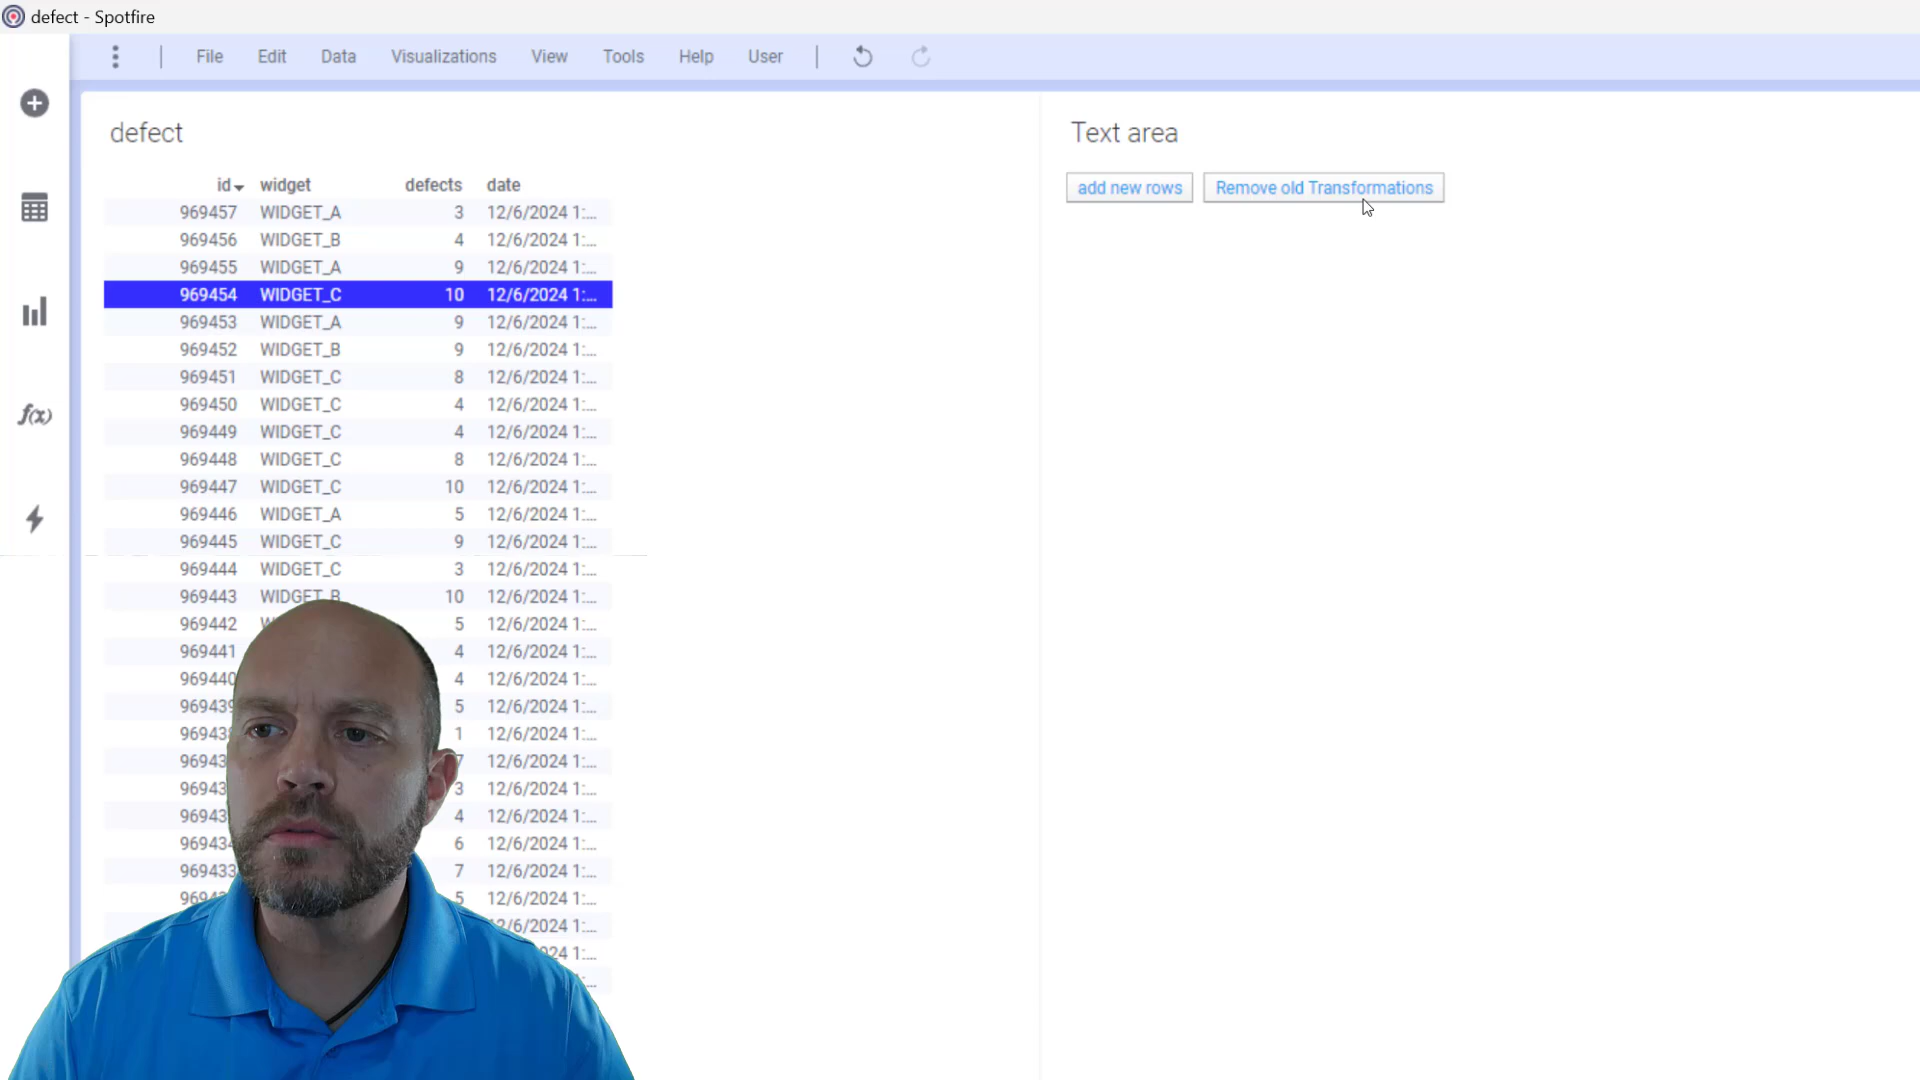 defect - Spotfire
File Edit Data Visualizations View Tools Help User
defect
id widget defects date
969457 WIDGET_A 3 12/6/2024 1:...
969456 WIDGET_B 4 12/6/2024 1:...
969455 WIDGET_A 9 12/6/2024 1:...
969454 WIDGET_C 10 12/6/2024 1:...
969453 WIDGET_A 9 12/6/2024 1:...
969452 WIDGET_B 9 12/6/2024 1:...
969451 WIDGET_C 8 12/6/2024 1:...
969450 WIDGET_C 4 12/6/2024 1:...
969449 WIDGET_C 4 12/6/2024 1:...
969448 WIDGET_C 8 12/6/2024 1:...
969447 WIDGET_C 10 12/6/2024 1:...
969446 WIDGET_A 5 12/6/2024 1:...
969445 WIDGET_C 9 12/6/2024 1:...
969444 WIDGET_C 3 12/6/2024 1:...
969443 WIDGET_B 10 12/6/2024 1:...
969442 5 12/6/2024 1:...
969441 4 12/6/2024 1:...
969440 4 12/6/2024 1:...
969439 5 12/6/2024 1:...
1 12/6/2024 1:...
7 12/6/2024 1:...
3 12/6/2024 1:...
4 12/6/2024 1:...
969434 6 12/6/2024 1:...
969433 7 12/6/2024 1:...
5 12/6/2024 1:...
1:...
1:...
Text area
add new rows Remove old Transformations
f(x)